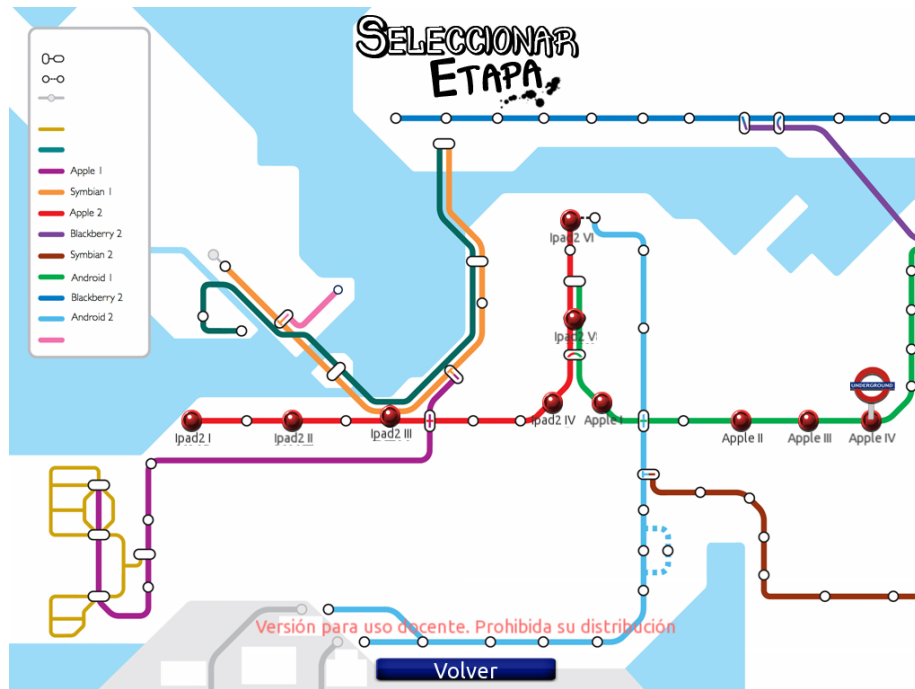 SELECCIONAR
ETAPA
Apple 1
Symbian 1
Apple 2
Blackberry 2
Symbian 2
Android 1
Blackberry 2
Android 2
Ipad2 VI
Ipad2 V
UNDERGROUND
Ipad2 I
Ipad2 II
Ipad2 III
Ipad2 IV
Apple I
Apple II
Apple III
Apple IV
Versión para uso docente. Prohibida su distribución
Volver